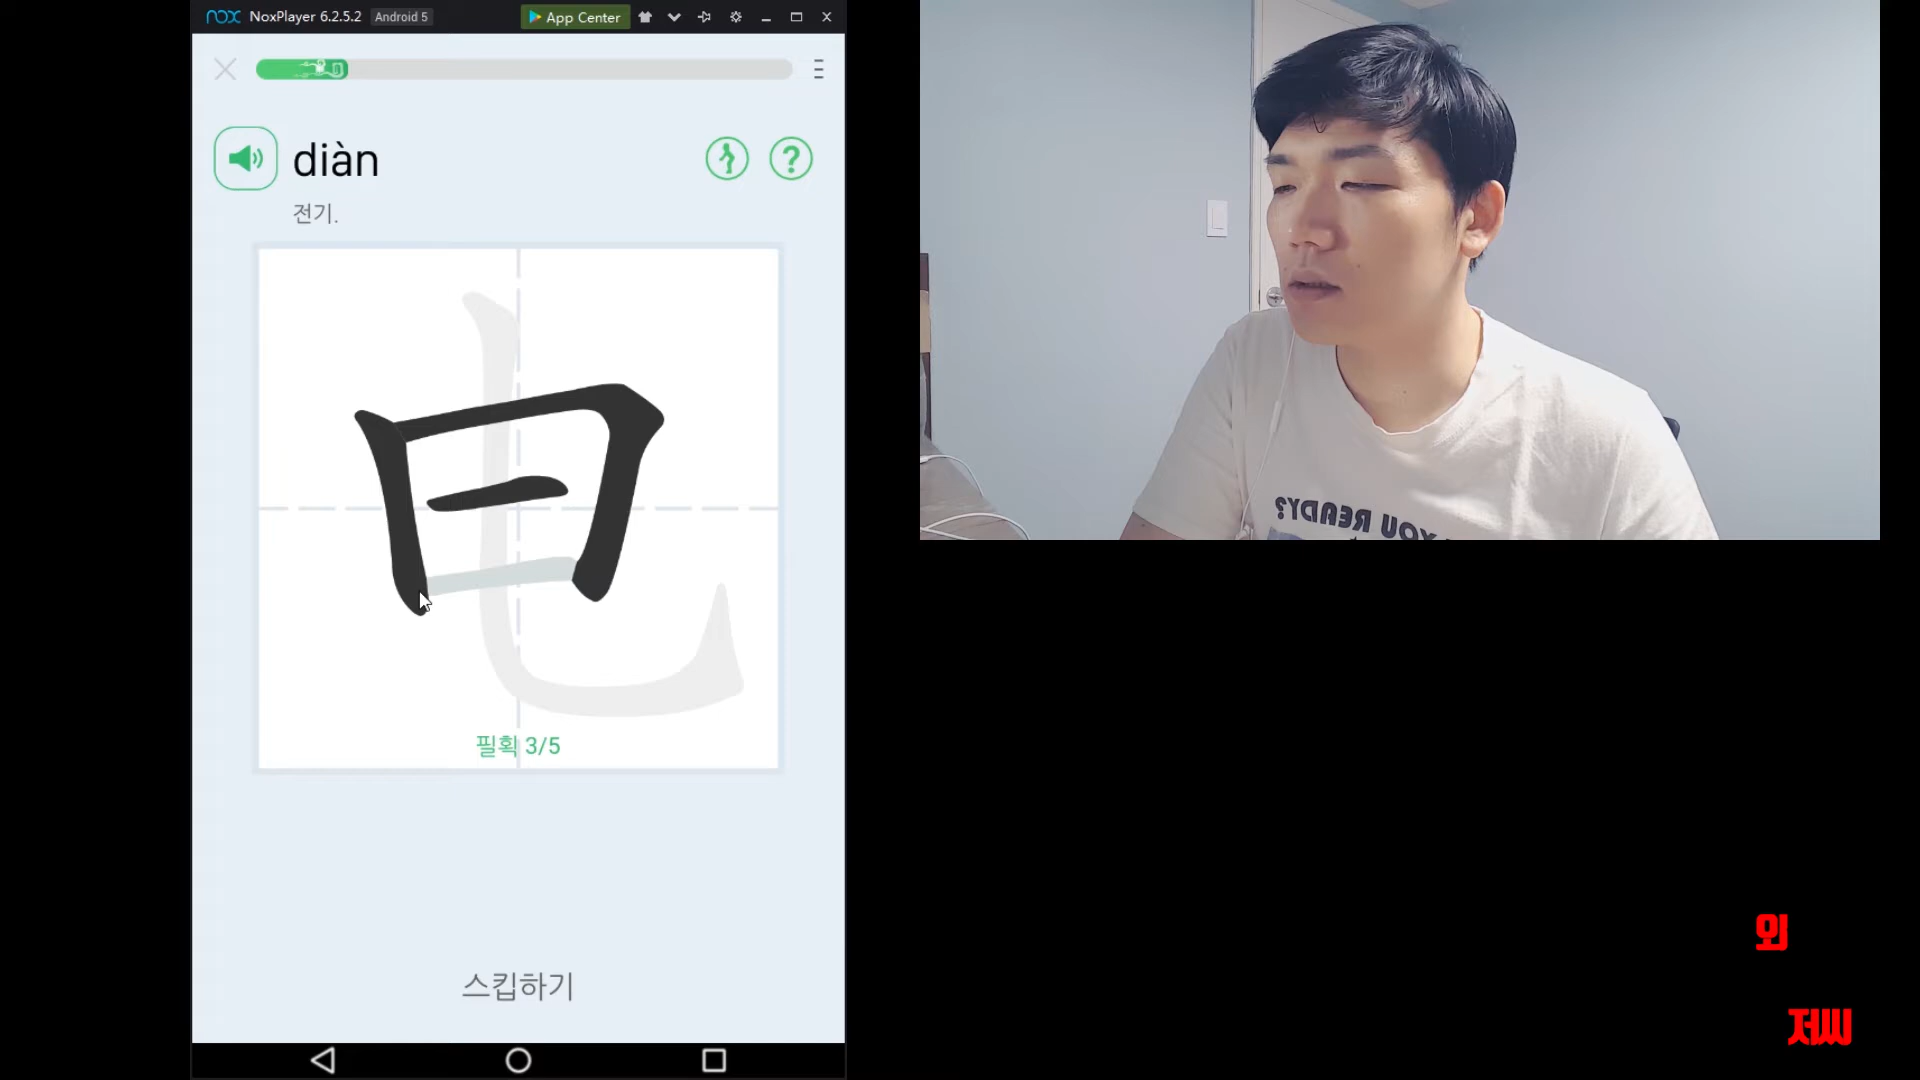 nox NoxPlayer 6.2.5.2 Android 5 App Center
diàn
전기.
필획 3/5
스킵하기
YOU READY?
외
저씨